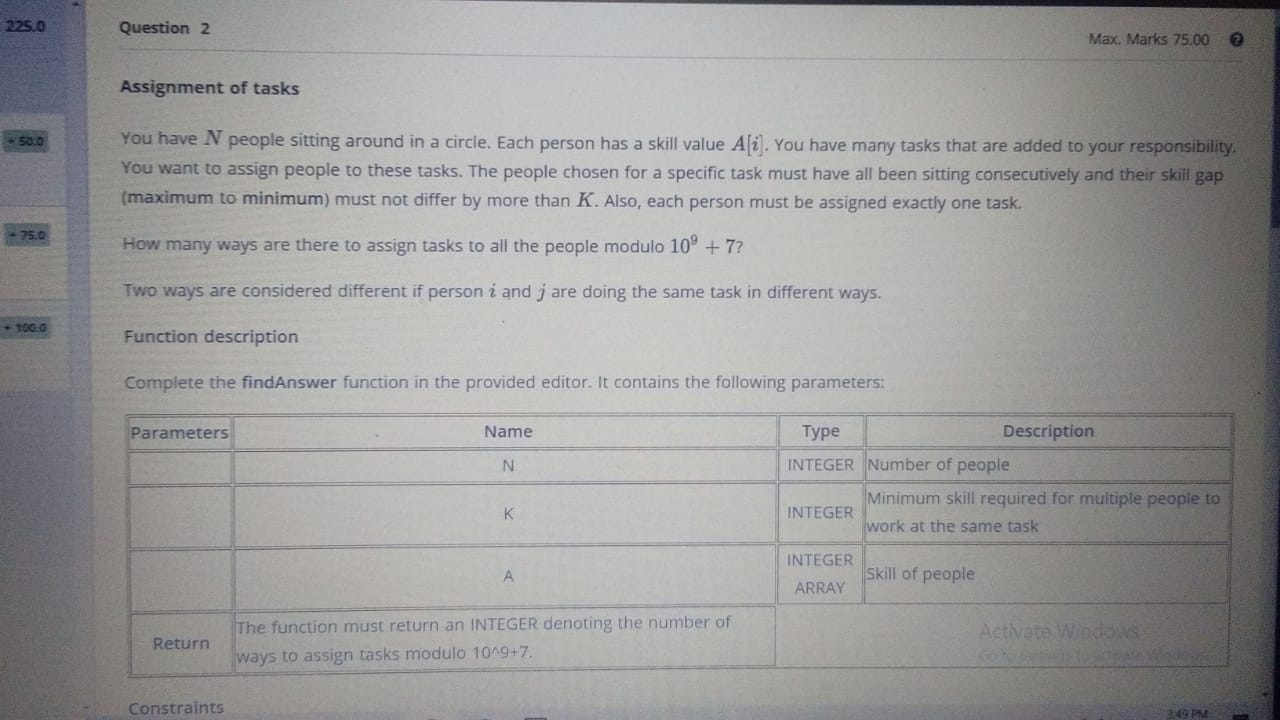 225.0
Question 2
Max. Marks 75.00
?
Assignment of tasks
+ 50.0
You have N people sitting around in a circle. Each person has a skill value A[i]. You have many tasks that are added to your responsibility.
You want to assign people to these tasks. The people chosen for a specific task must have all been sitting consecutively and their skill gap
(maximum to minimum) must not differ by more than K. Also, each person must be assigned exactly one task.
+ 75.0
How many ways are there to assign tasks to all the people modulo 10⁹ + 7?
Two ways are considered different if person i and j are doing the same task in different ways.
+ 100.0
Function description
Complete the findAnswer function in the provided editor. It contains the following parameters:
Parameters Name Type Description
N INTEGER Number of people
K INTEGER Minimum skill required for multiple people to
work at the same task
A INTEGER
ARRAY Skill of people
Return The function must return an INTEGER denoting the number of
ways to assign tasks modulo 10^9+7.
Activate Windows
Go to Settings to activate Windows.
Constraints
3:49 PM